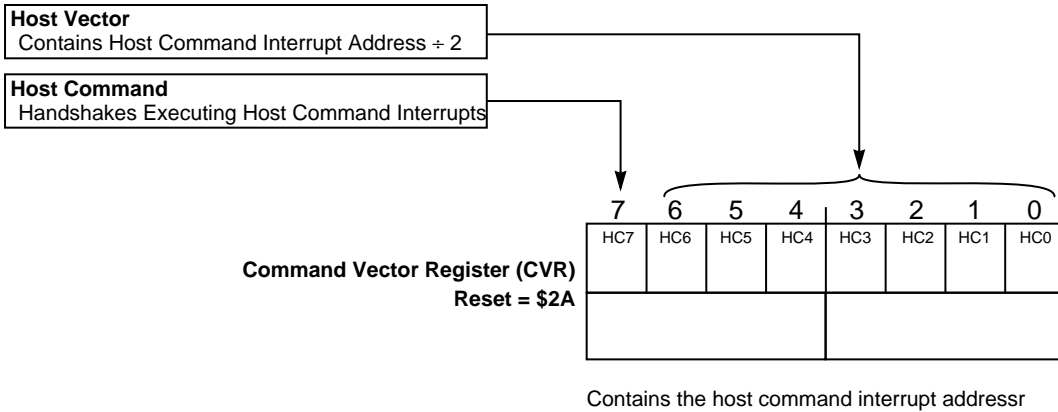 Host Vector
Contains Host Command Interrupt Address ÷ 2
Host Command
Handshakes Executing Host Command Interrupts
7 6 5 4 3 2 1 0
HC7 HC6 HC5 HC4 HC3 HC2 HC1 HC0
Command Vector Register (CVR)
Reset = $2A
Contains the host command interrupt addressr